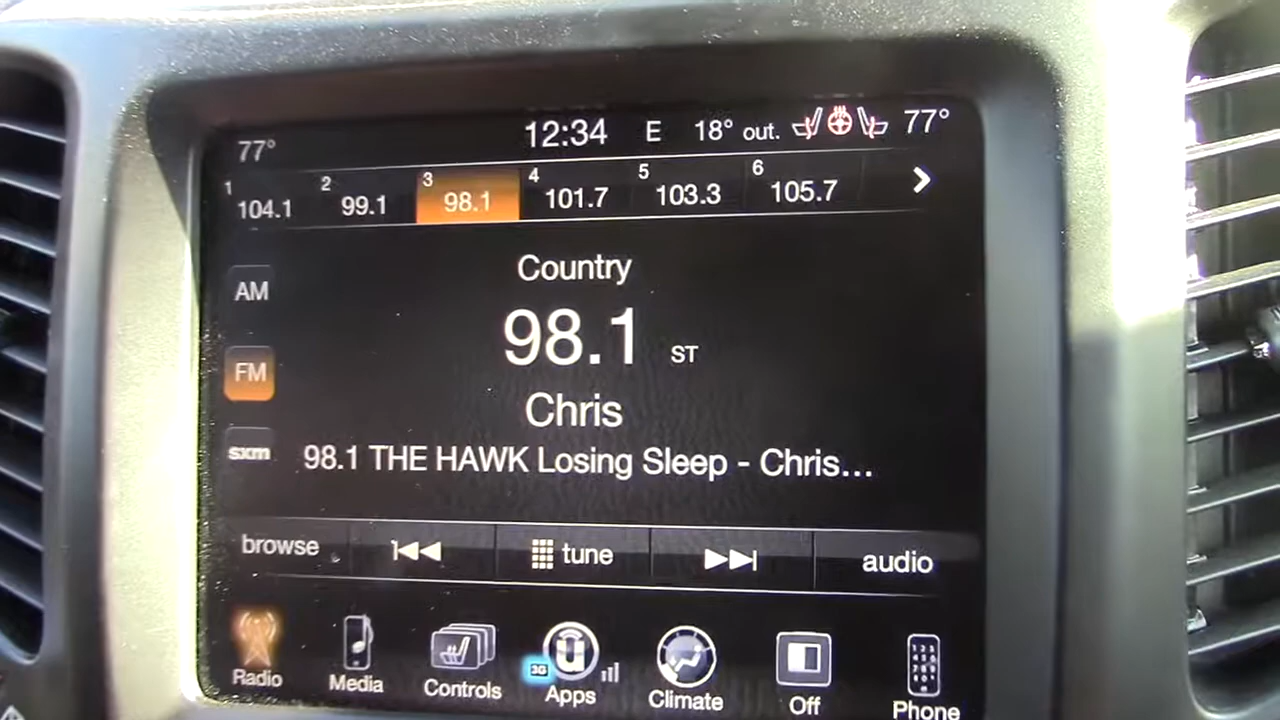 77° 12:34 E 18° out. 77°
1 104.1 2 99.1 3 98.1 4 101.7 5 103.3 6 105.7
Country
AM
98.1 ST
FM
Chris
sxm
98.1 THE HAWK Losing Sleep - Chris...
browse tune audio
3G
Radio Media Controls Apps Climate Off Phone